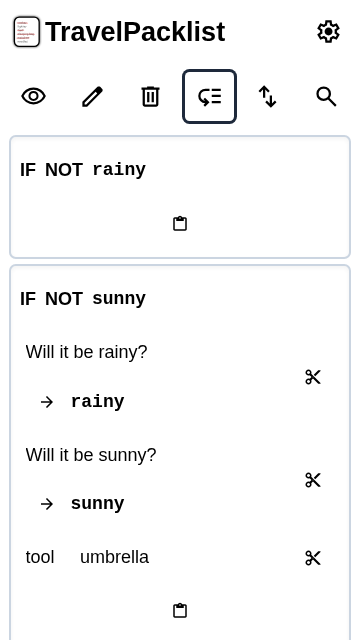 TravelPacklist
IF NOT rainy
IF NOT sunny
Will it be rainy?
→ rainy
Will it be sunny?
→ sunny
tool umbrella